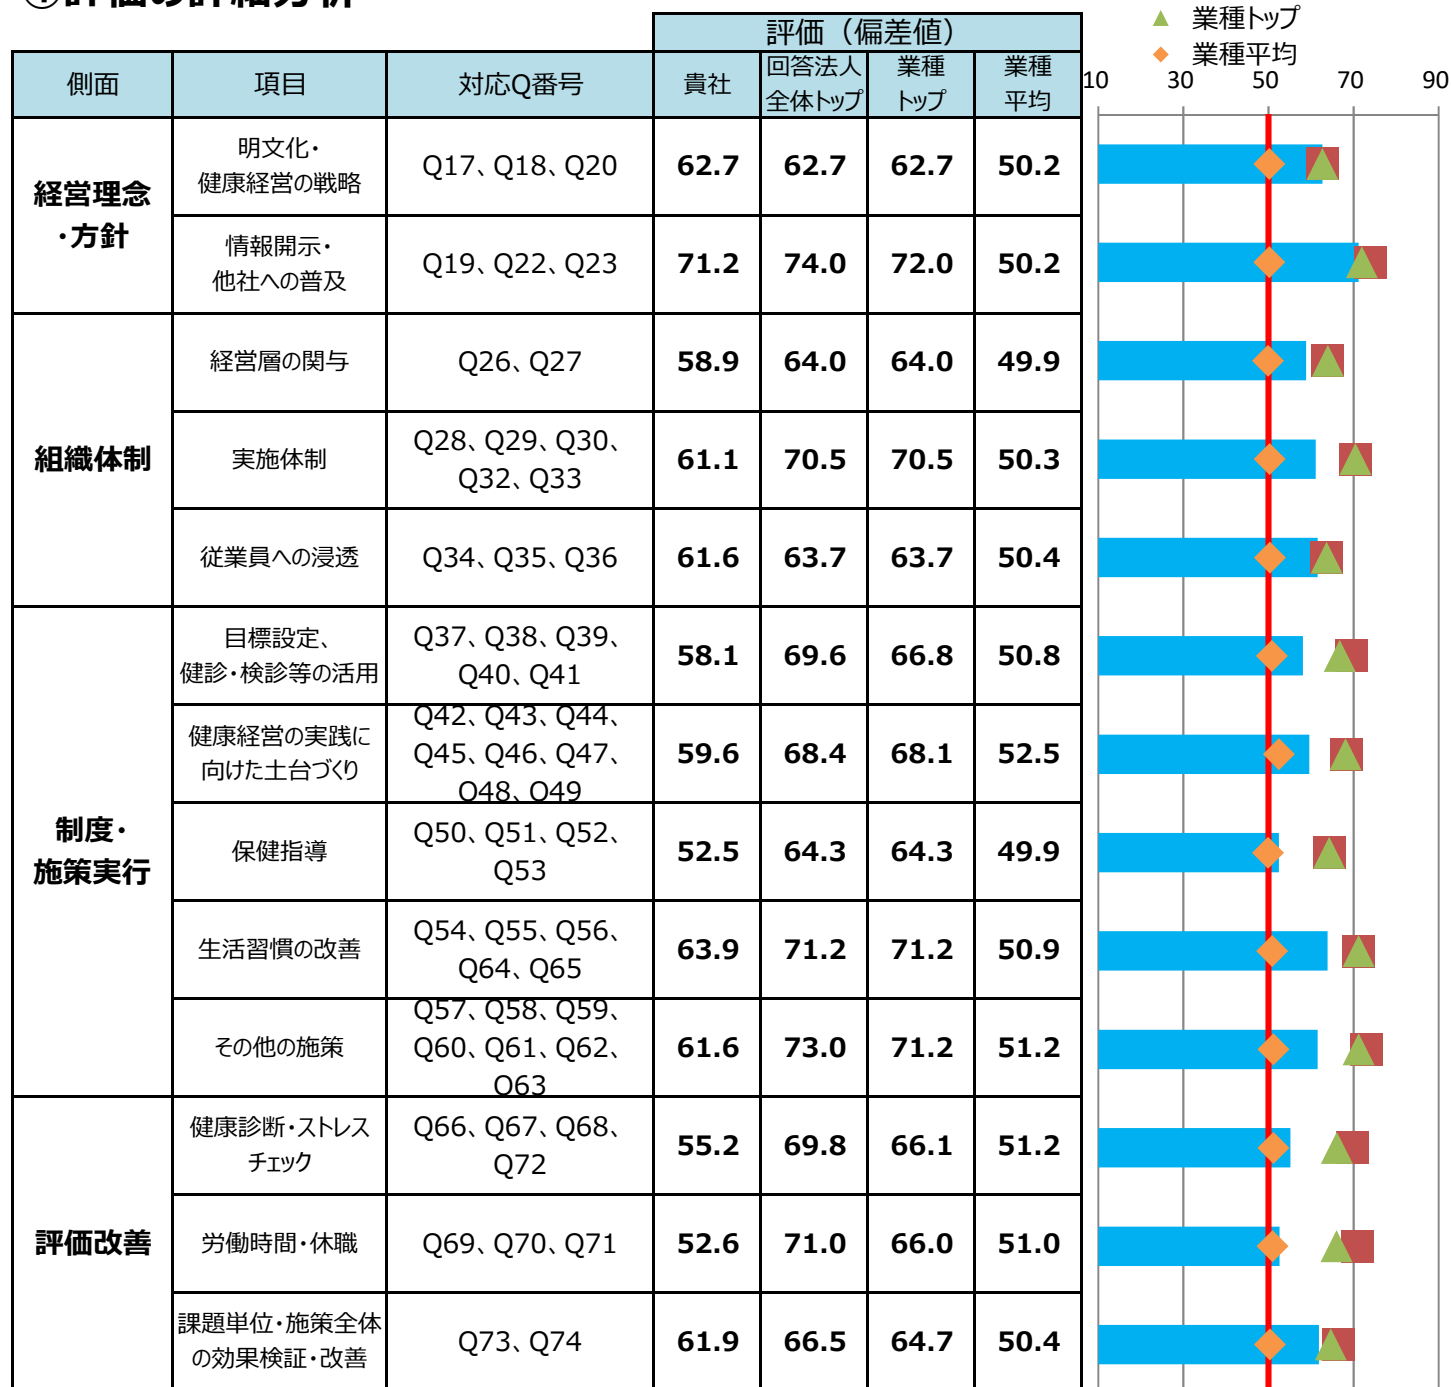 ①評価の詳細分析
業種トップ
業種平均
10 30 50 70 90
評価（偏差値）
側面 項目 対応Q番号 貴社 回答法人 業種 業種
全体トップ トップ 平均
経営理念
・方針
明文化・
健康経営の戦略
Q17、Q18、Q20 62.7 62.7 62.7 50.2
情報開示・
他社への普及
Q19、Q22、Q23 71.2 74.0 72.0 50.2
組織体制
経営層の関与 Q26、Q27 58.9 64.0 64.0 49.9
実施体制
Q28、Q29、Q30、
Q32、Q33
61.1 70.5 70.5 50.3
従業員への浸透 Q34、Q35、Q36 61.6 63.7 63.7 50.4
制度・
施策実行
目標設定、
健診・検診等の活用
Q37、Q38、Q39、
Q40、Q41
58.1 69.6 66.8 50.8
健康経営の実践に
向けた土台づくり
Q42、Q43、Q44、
Q45、Q46、Q47、
Q48、Q49
59.6 68.4 68.1 52.5
保健指導
Q50、Q51、Q52、
Q53
52.5 64.3 64.3 49.9
生活習慣の改善
Q54、Q55、Q56、
Q64、Q65
63.9 71.2 71.2 50.9
その他の施策
Q57、Q58、Q59、
Q60、Q61、Q62、
Q63
61.6 73.0 71.2 51.2
評価改善
健康診断・ストレス
チェック
Q66、Q67、Q68、
Q72
55.2 69.8 66.1 51.2
労働時間・休職 Q69、Q70、Q71 52.6 71.0 66.0 51.0
課題単位・施策全体
の効果検証・改善
Q73、Q74 61.9 66.5 64.7 50.4